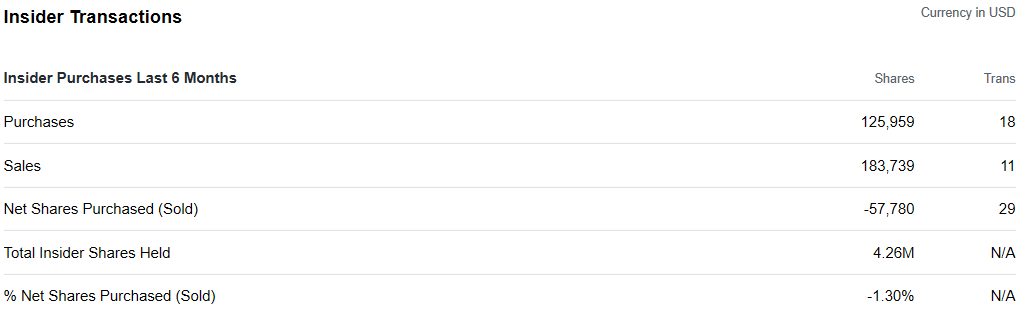 Insider Transactions Currency in USD
Insider Purchases Last 6 Months Shares Trans
Purchases 125,959 18
Sales 183,739 11
Net Shares Purchased (Sold) -57,780 29
Total Insider Shares Held 4.26M N/A
% Net Shares Purchased (Sold) -1.30% N/A